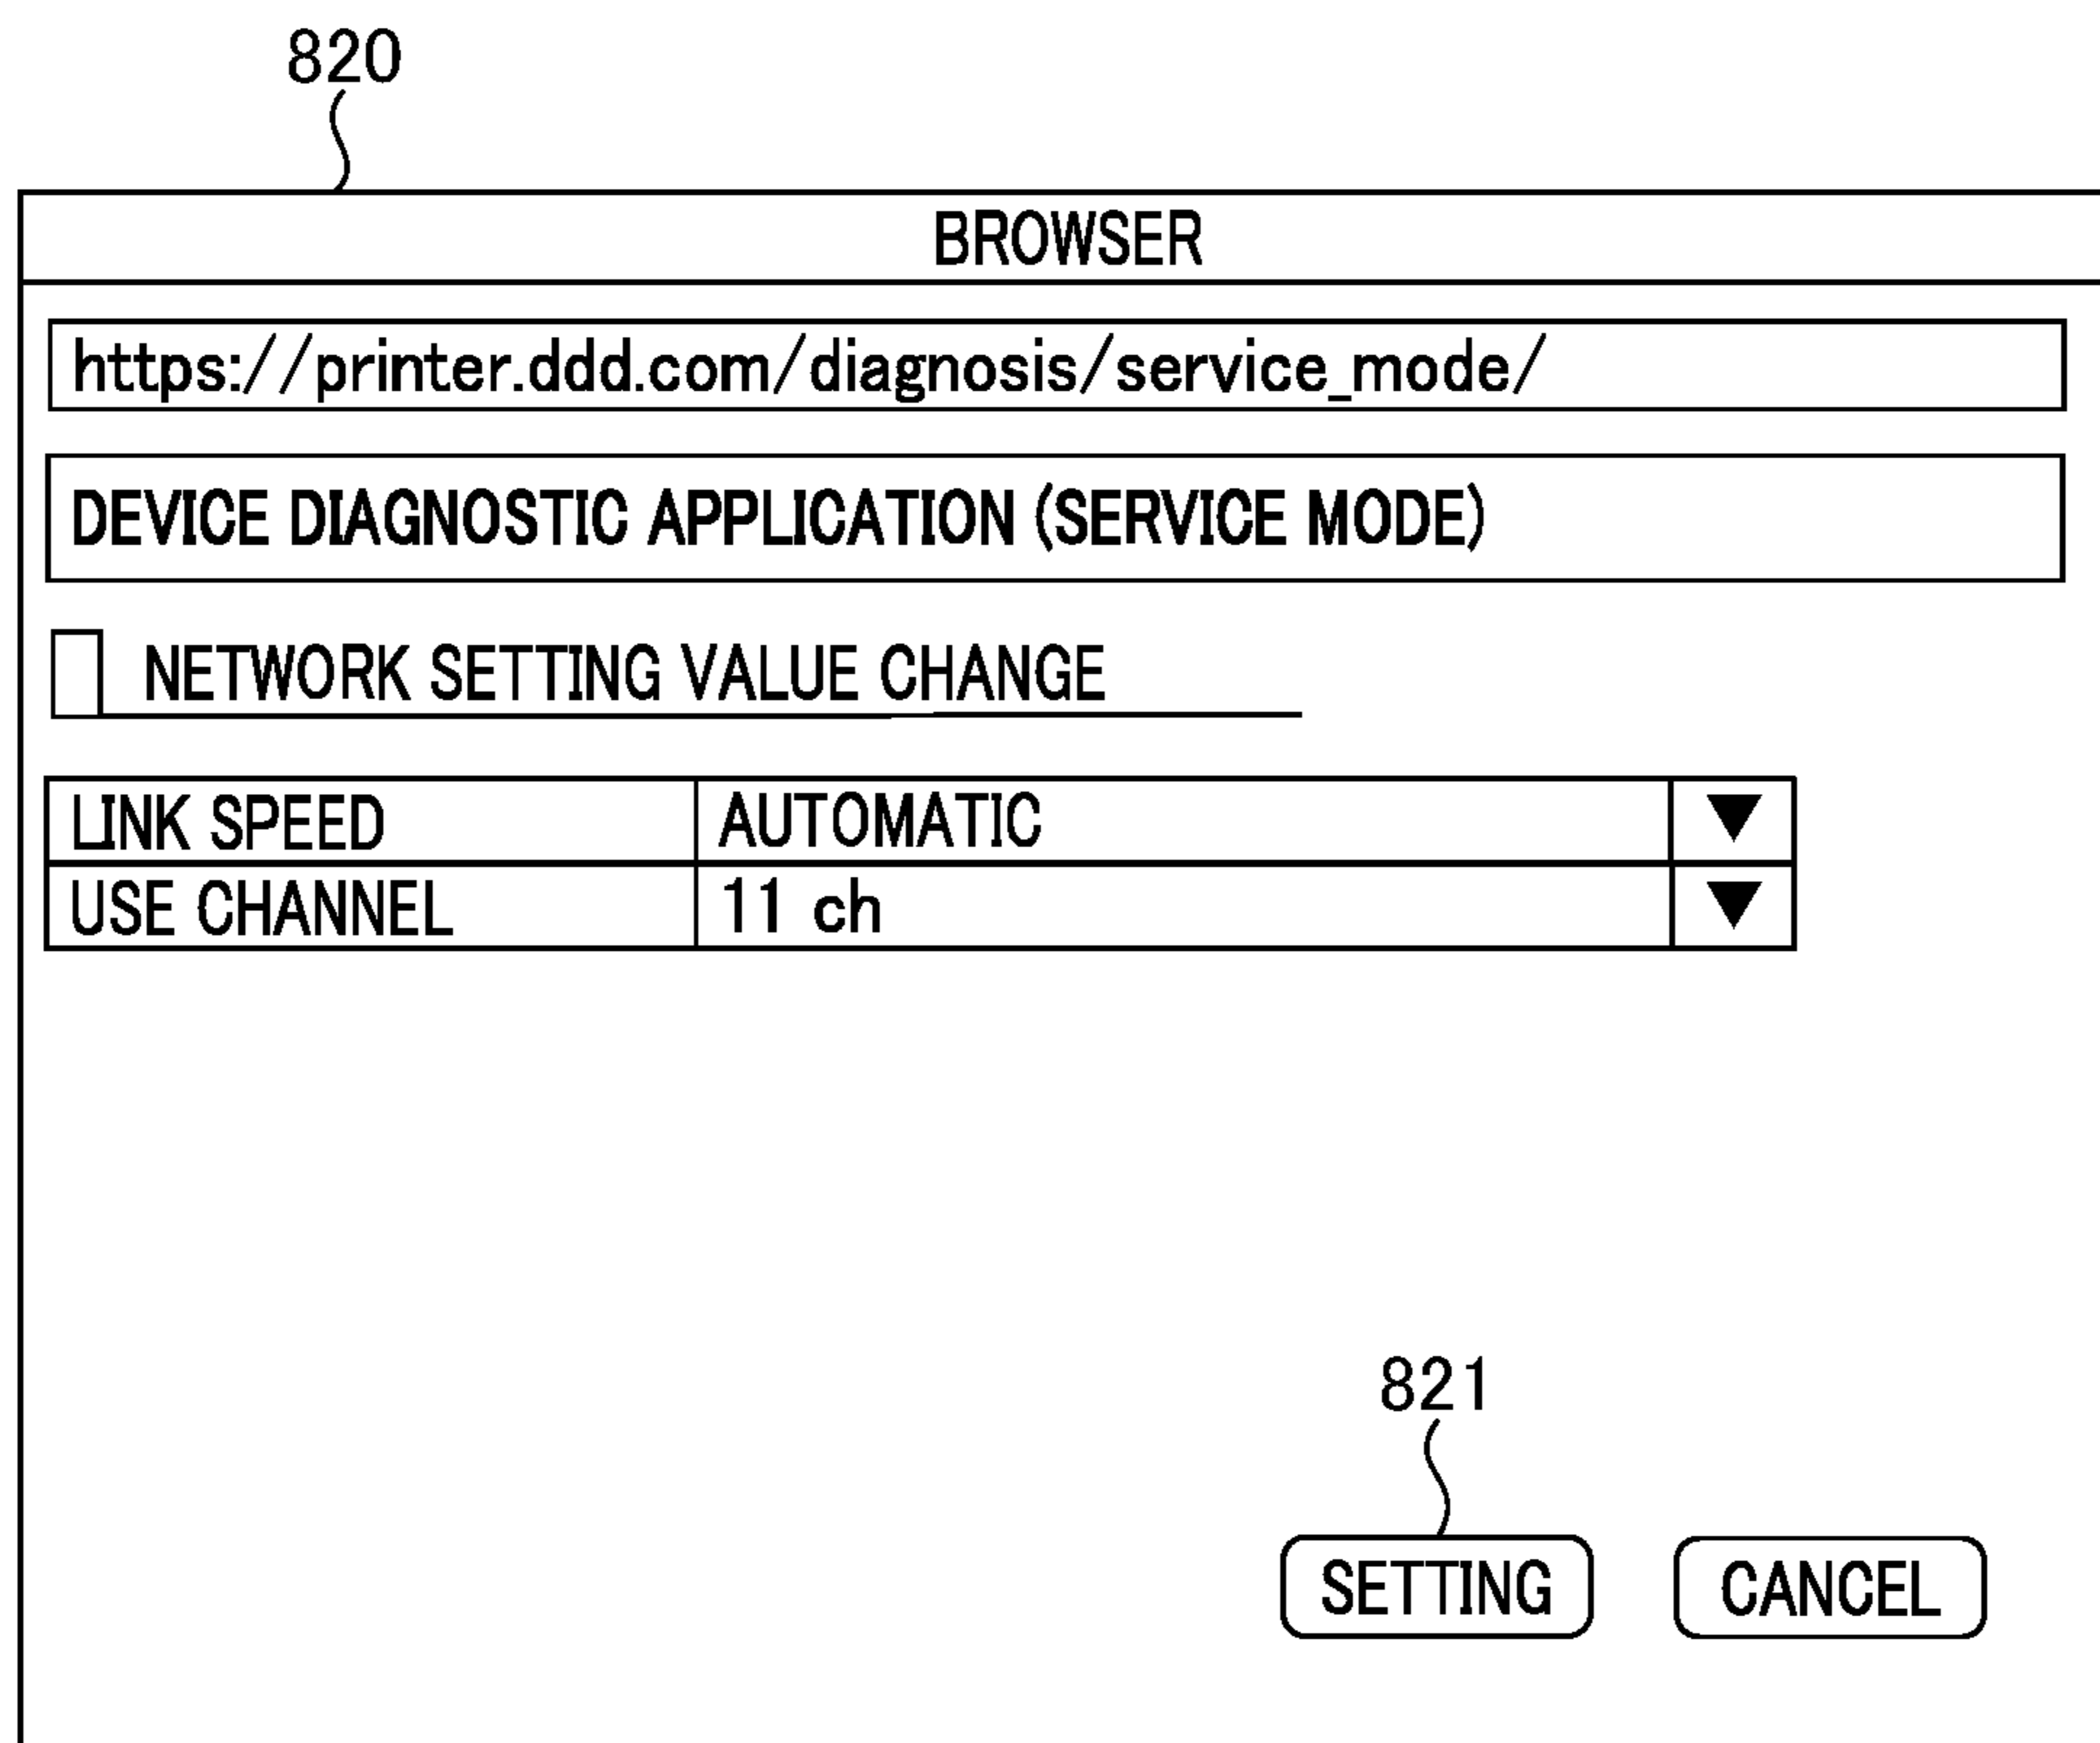 820
BROWSER
https://printer.ddd.com/diagnosis/service_mode/
DEVICE DIAGNOSTIC APPLICATION (SERVICE MODE)
NETWORK SETTING VALUE CHANGE
LINK SPEED AUTOMATIC ▼
USE CHANNEL 11 ch ▼
821
SETTING CANCEL